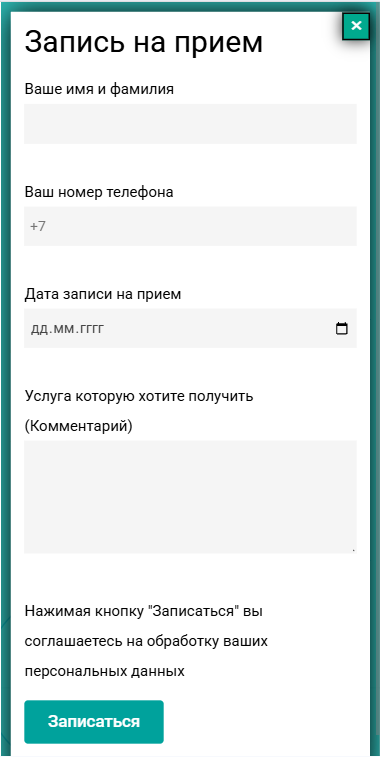 Запись на прием
×
Ваше имя и фамилия
Ваш номер телефона
+7
Дата записи на прием
дд.мм.гггг
Услуга которую хотите получить
(Комментарий)
Нажимая кнопку "Записаться" вы
соглашаетесь на обработку ваших
персональных данных
Записаться